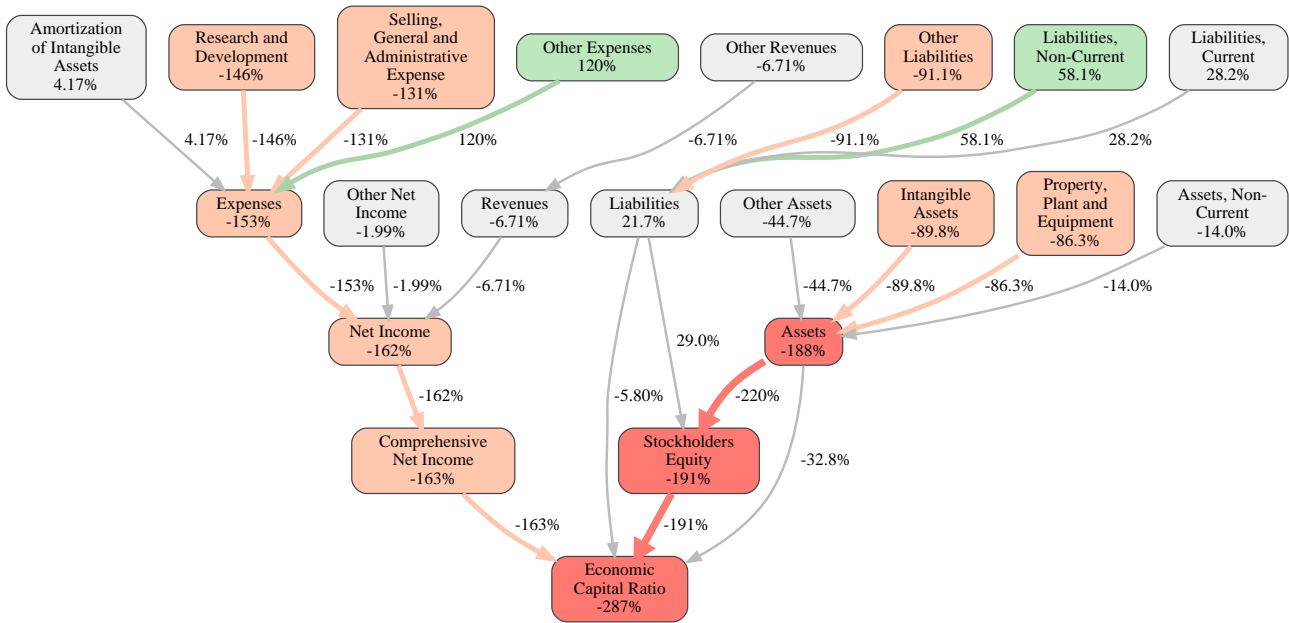 Amortization
of Intangible
Assets
4.17%
Research and
Development
-146%
Selling,
General and
Administrative
Expense
-131%
Other Expenses
120%
Other Revenues
-6.71%
Other
Liabilities
-91.1%
Liabilities,
Non-Current
58.1%
Liabilities,
Current
28.2%
4.17%
-146%
-131%
120%
-6.71%
-91.1%
58.1%
28.2%
Expenses
-153%
Other Net
Income
-1.99%
Revenues
-6.71%
Liabilities
21.7%
Other Assets
-44.7%
Intangible
Assets
-89.8%
Property,
Plant and
Equipment
-86.3%
Assets, Non-
Current
-14.0%
-153%
-1.99%
-6.71%
-44.7%
-89.8%
-86.3%
-14.0%
Net Income
-162%
29.0%
Assets
-188%
-162%
-5.80%
-220%
Comprehensive
Net Income
-163%
Stockholders
Equity
-191%
-32.8%
-163%
-191%
Economic
Capital Ratio
-287%